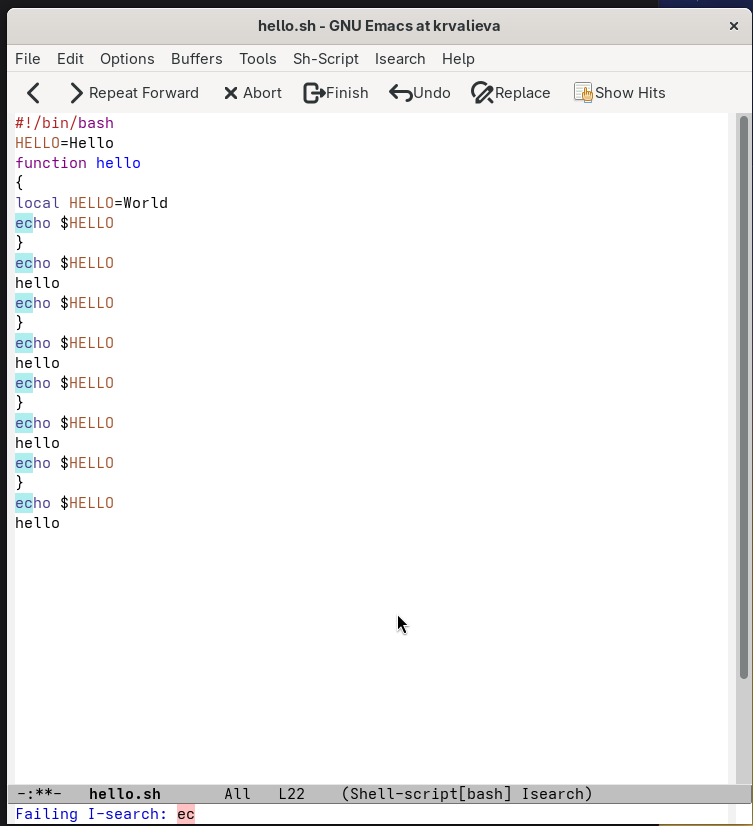 hello.sh - GNU Emacs at krvalieva ×
File Edit Options Buffers Tools Sh-Script Isearch Help
Repeat Forward Abort Finish Undo Replace Show Hits
#!/bin/bash
HELLO=Hello
function hello
{
local HELLO=World
echo $HELLO
}
echo $HELLO
hello
echo $HELLO
}
echo $HELLO
hello
echo $HELLO
}
echo $HELLO
hello
echo $HELLO
}
echo $HELLO
hello
-:**- hello.sh All L22 (Shell-script[bash] Isearch)
Failing I-search: ec